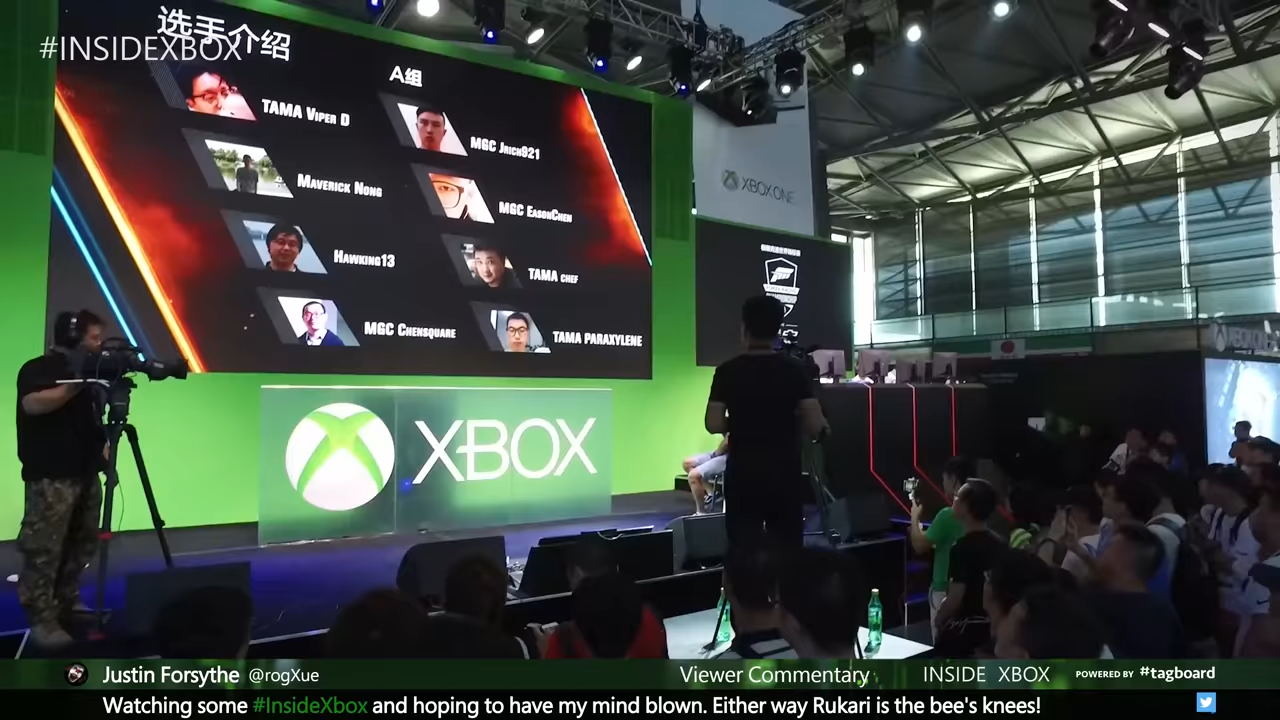 选手介绍
#INSIDEXBOX
A组
TAMA VIPER D
MGC JRICH921
MAVERICK NONG
MGC EASONCHEN
HAWKING13
TAMA CHEF
MGC CHENSQUARE
TAMA PARAXYLENE
XBOX ONE
XBOX
Justin Forsythe @rogXue
Viewer Commentary
INSIDE XBOX
POWERED BY #tagboard
Watching some #InsideXbox and hoping to have my mind blown. Either way Rukari is the bee's knees!